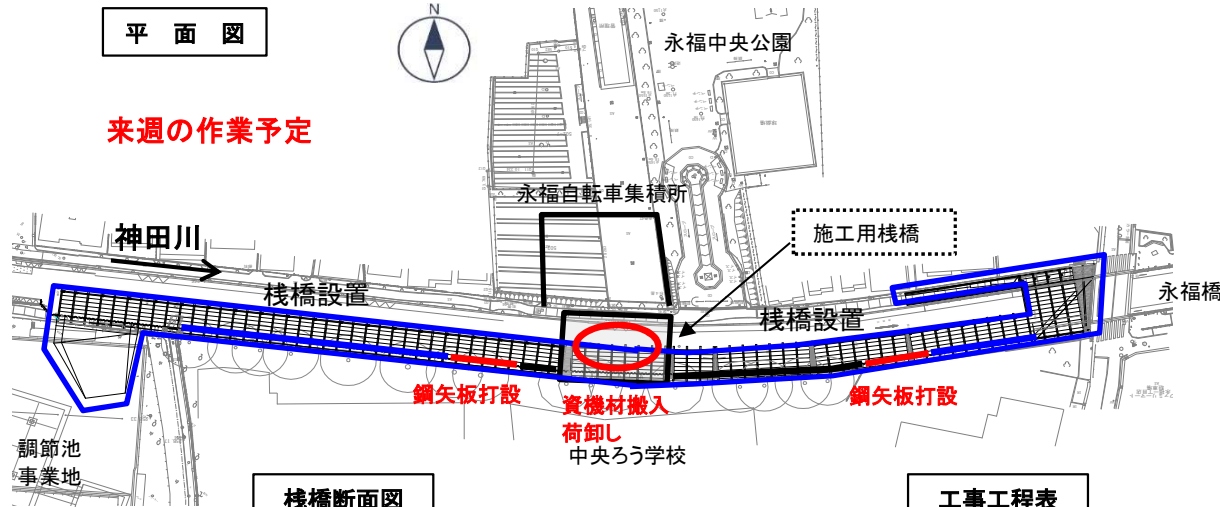 平面図
N
永福中央公園
来週の作業予定
永福自転車集積所
施工用桟橋
神田川
桟橋設置
桟橋設置
永福橋
鋼矢板打設
資機材搬入
荷卸し
鋼矢板打設
中央ろう学校
調節池
事業地
桟橋断面図
工事工程表